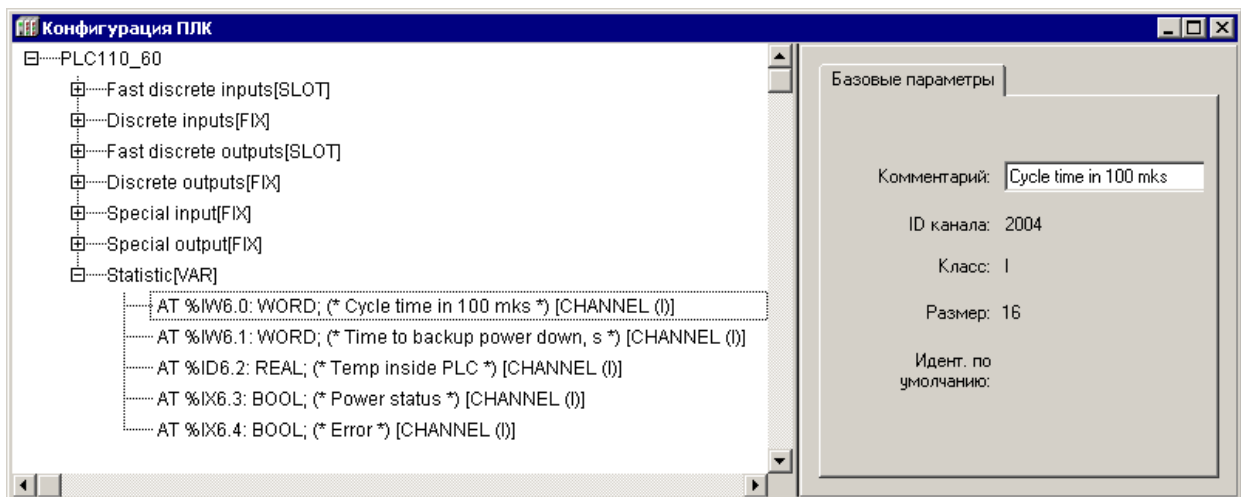 Конфигурация ПЛК
PLC110_60
Fast discrete inputs[SLOT]
Discrete inputs[FIX]
Fast discrete outputs[SLOT]
Discrete outputs[FIX]
Special input[FIX]
Special output[FIX]
Statistic[VAR]
AT %IW6.0: WORD; (* Cycle time in 100 mks *) [CHANNEL (I)]
AT %IW6.1: WORD; (* Time to backup power down, s *) [CHANNEL (I)]
AT %ID6.2: REAL; (* Temp inside PLC *) [CHANNEL (I)]
AT %IX6.3: BOOL; (* Power status *) [CHANNEL (I)]
AT %IX6.4: BOOL; (* Error *) [CHANNEL (I)]
Базовые параметры
Комментарий: Cycle time in 100 mks
ID канала: 2004
Класс: I
Размер: 16
Идент. по
умолчанию: